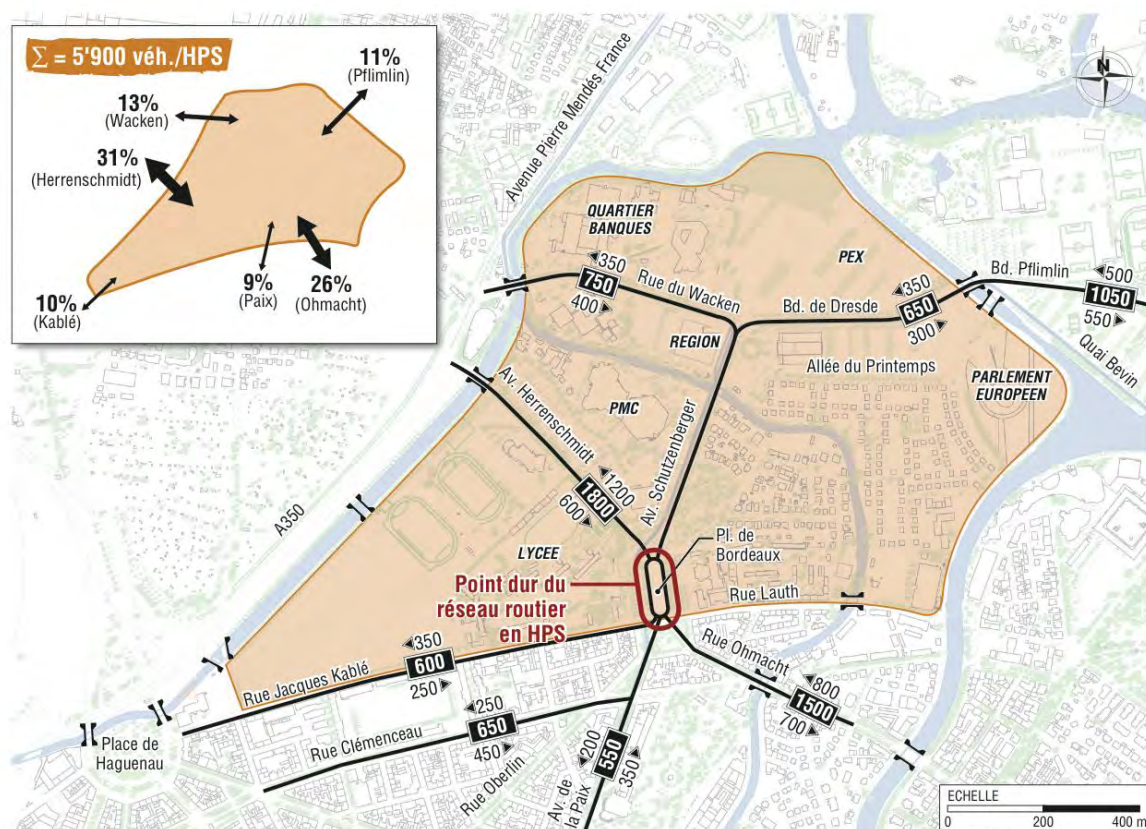 Σ = 5'900 véh./HPS
11%
(Pflimlin)
13%
(Wacken)
31%
(Herrenschmidt)
9%
(Paix)
26%
(Ohmacht)
10%
(Kablé)
Avenue Pierre Mendés France
N
QUARTIER
BANQUES
PEX
◄350
750
400►
Rue du Wacken
Bd. de Dresde
◄350
650
300►
Bd. Pflimlin
◄500
1050
550►
Quai Bevin
REGION
Allée du Printemps
PARLEMENT
EUROPEEN
PMC
Av. Herrenschmidt
Av. Schutzenberger
◄1200
1800
600►
A350
LYCEE
Pl. de
Bordeaux
Point dur du
réseau routier
en HPS
Rue Lauth
Rue Jacques Kablé
◄350
600
250►
Rue Ohmacht
◄800
1500
700►
Rue Clémenceau
◄250
650
450►
Rue Oberlin
Av. de
la Paix
◄200
550
350►
Place de
Haguenau
ECHELLE
0 200 400 m